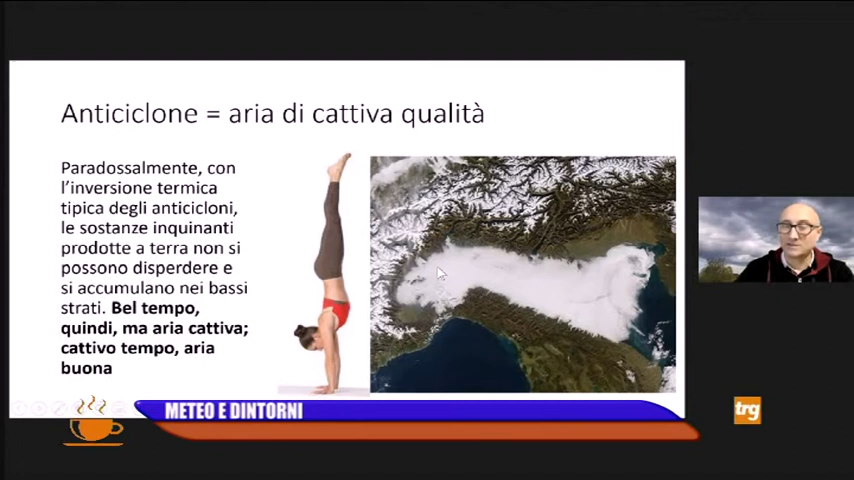 Anticiclone = aria di cattiva qualità
Paradossalmente, con
l'inversione termica
tipica degli anticicloni,
le sostanze inquinanti
prodotte a terra non si
possono disperdere e
si accumulano nei bassi
strati. Bel tempo,
quindi, ma aria cattiva;
cattivo tempo, aria
buona
METEO E DINTORNI
trg